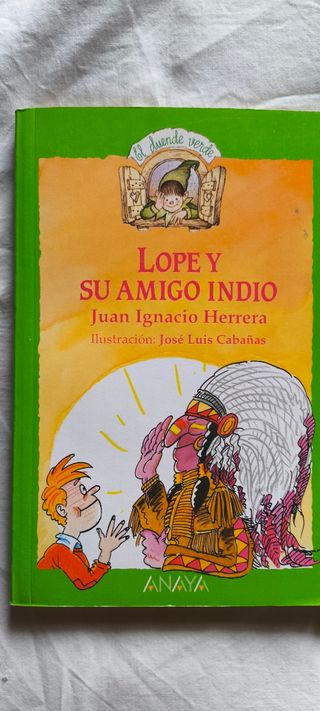 El duende verde
LOPE Y
SU AMIGO INDIO
Juan Ignacio Herrera
Ilustración: José Luis Cabañas
ANAYA